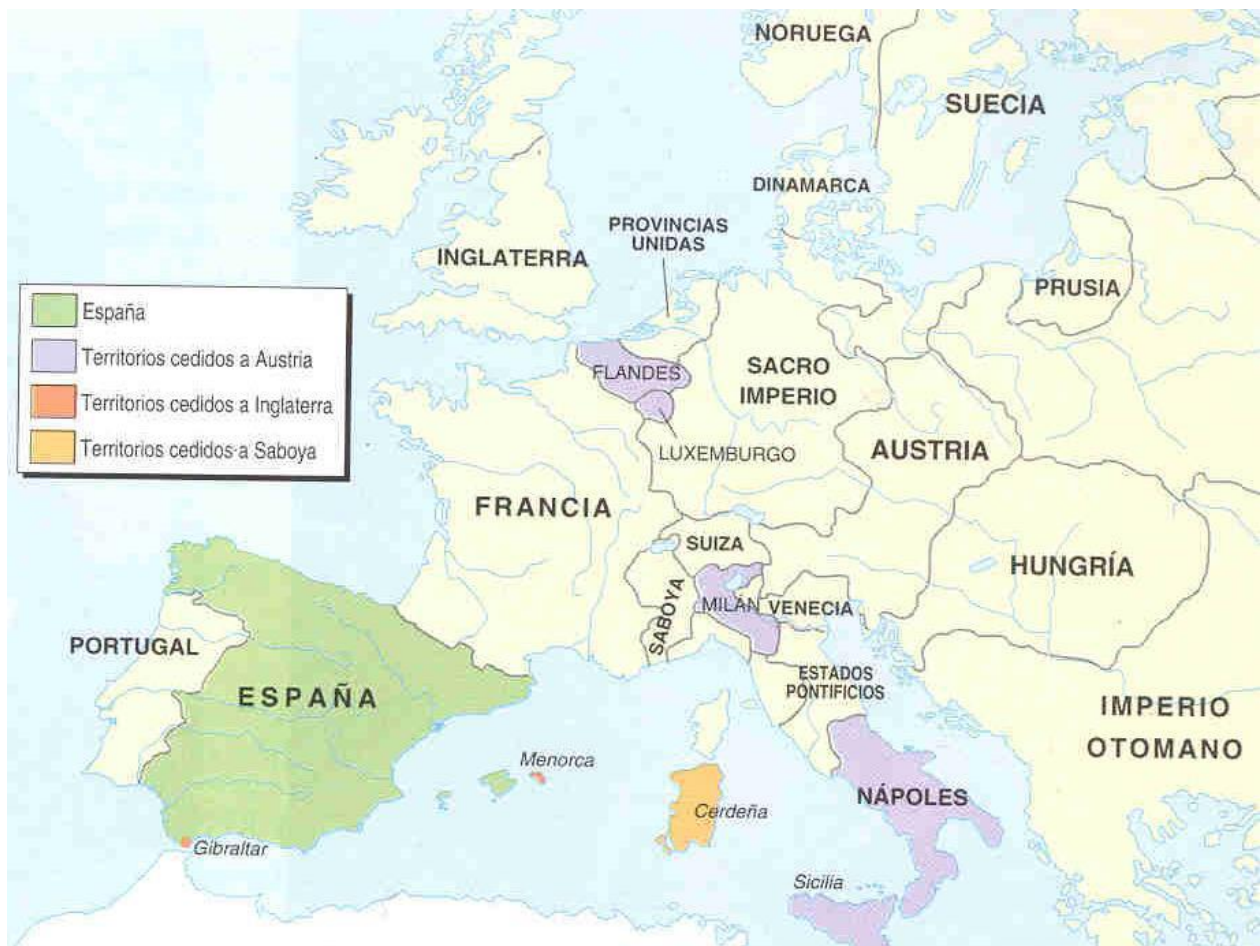 NORUEGA
SUECIA
DINAMARCA
PROVINCIAS
UNIDAS
INGLATERRA
PRUSIA
España
Territorios cedidos a Austria
Territorios cedidos a Inglaterra
Territorios cedidos a Saboya
FLANDES
SACRO
IMPERIO
LUXEMBURGO
AUSTRIA
FRANCIA
SUIZA
HUNGRÍA
SABOYA
MILÁN
VENECIA
PORTUGAL
ESPAÑA
ESTADOS
PONTIFICIOS
IMPERIO
OTOMANO
Menorca
Cerdeña
NÁPOLES
Gibraltar
Sicilia